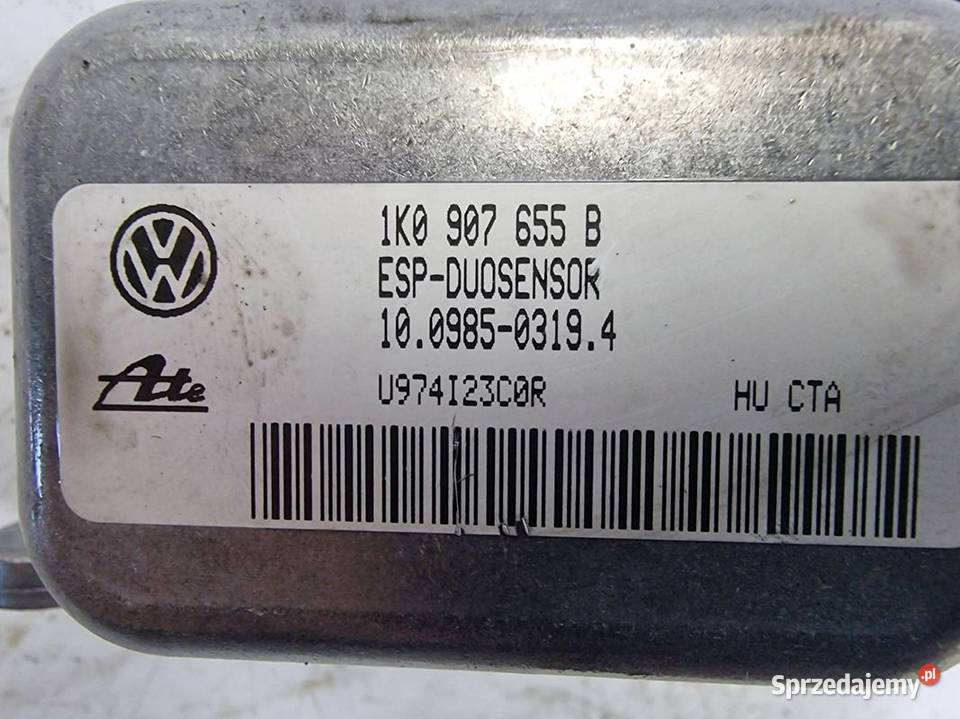 1K0 907 655 B
ESP-DUOSENSOR
10.0985-0319.4
Ate
U974I23C0R HU CTA
Sprzedajemy.pl